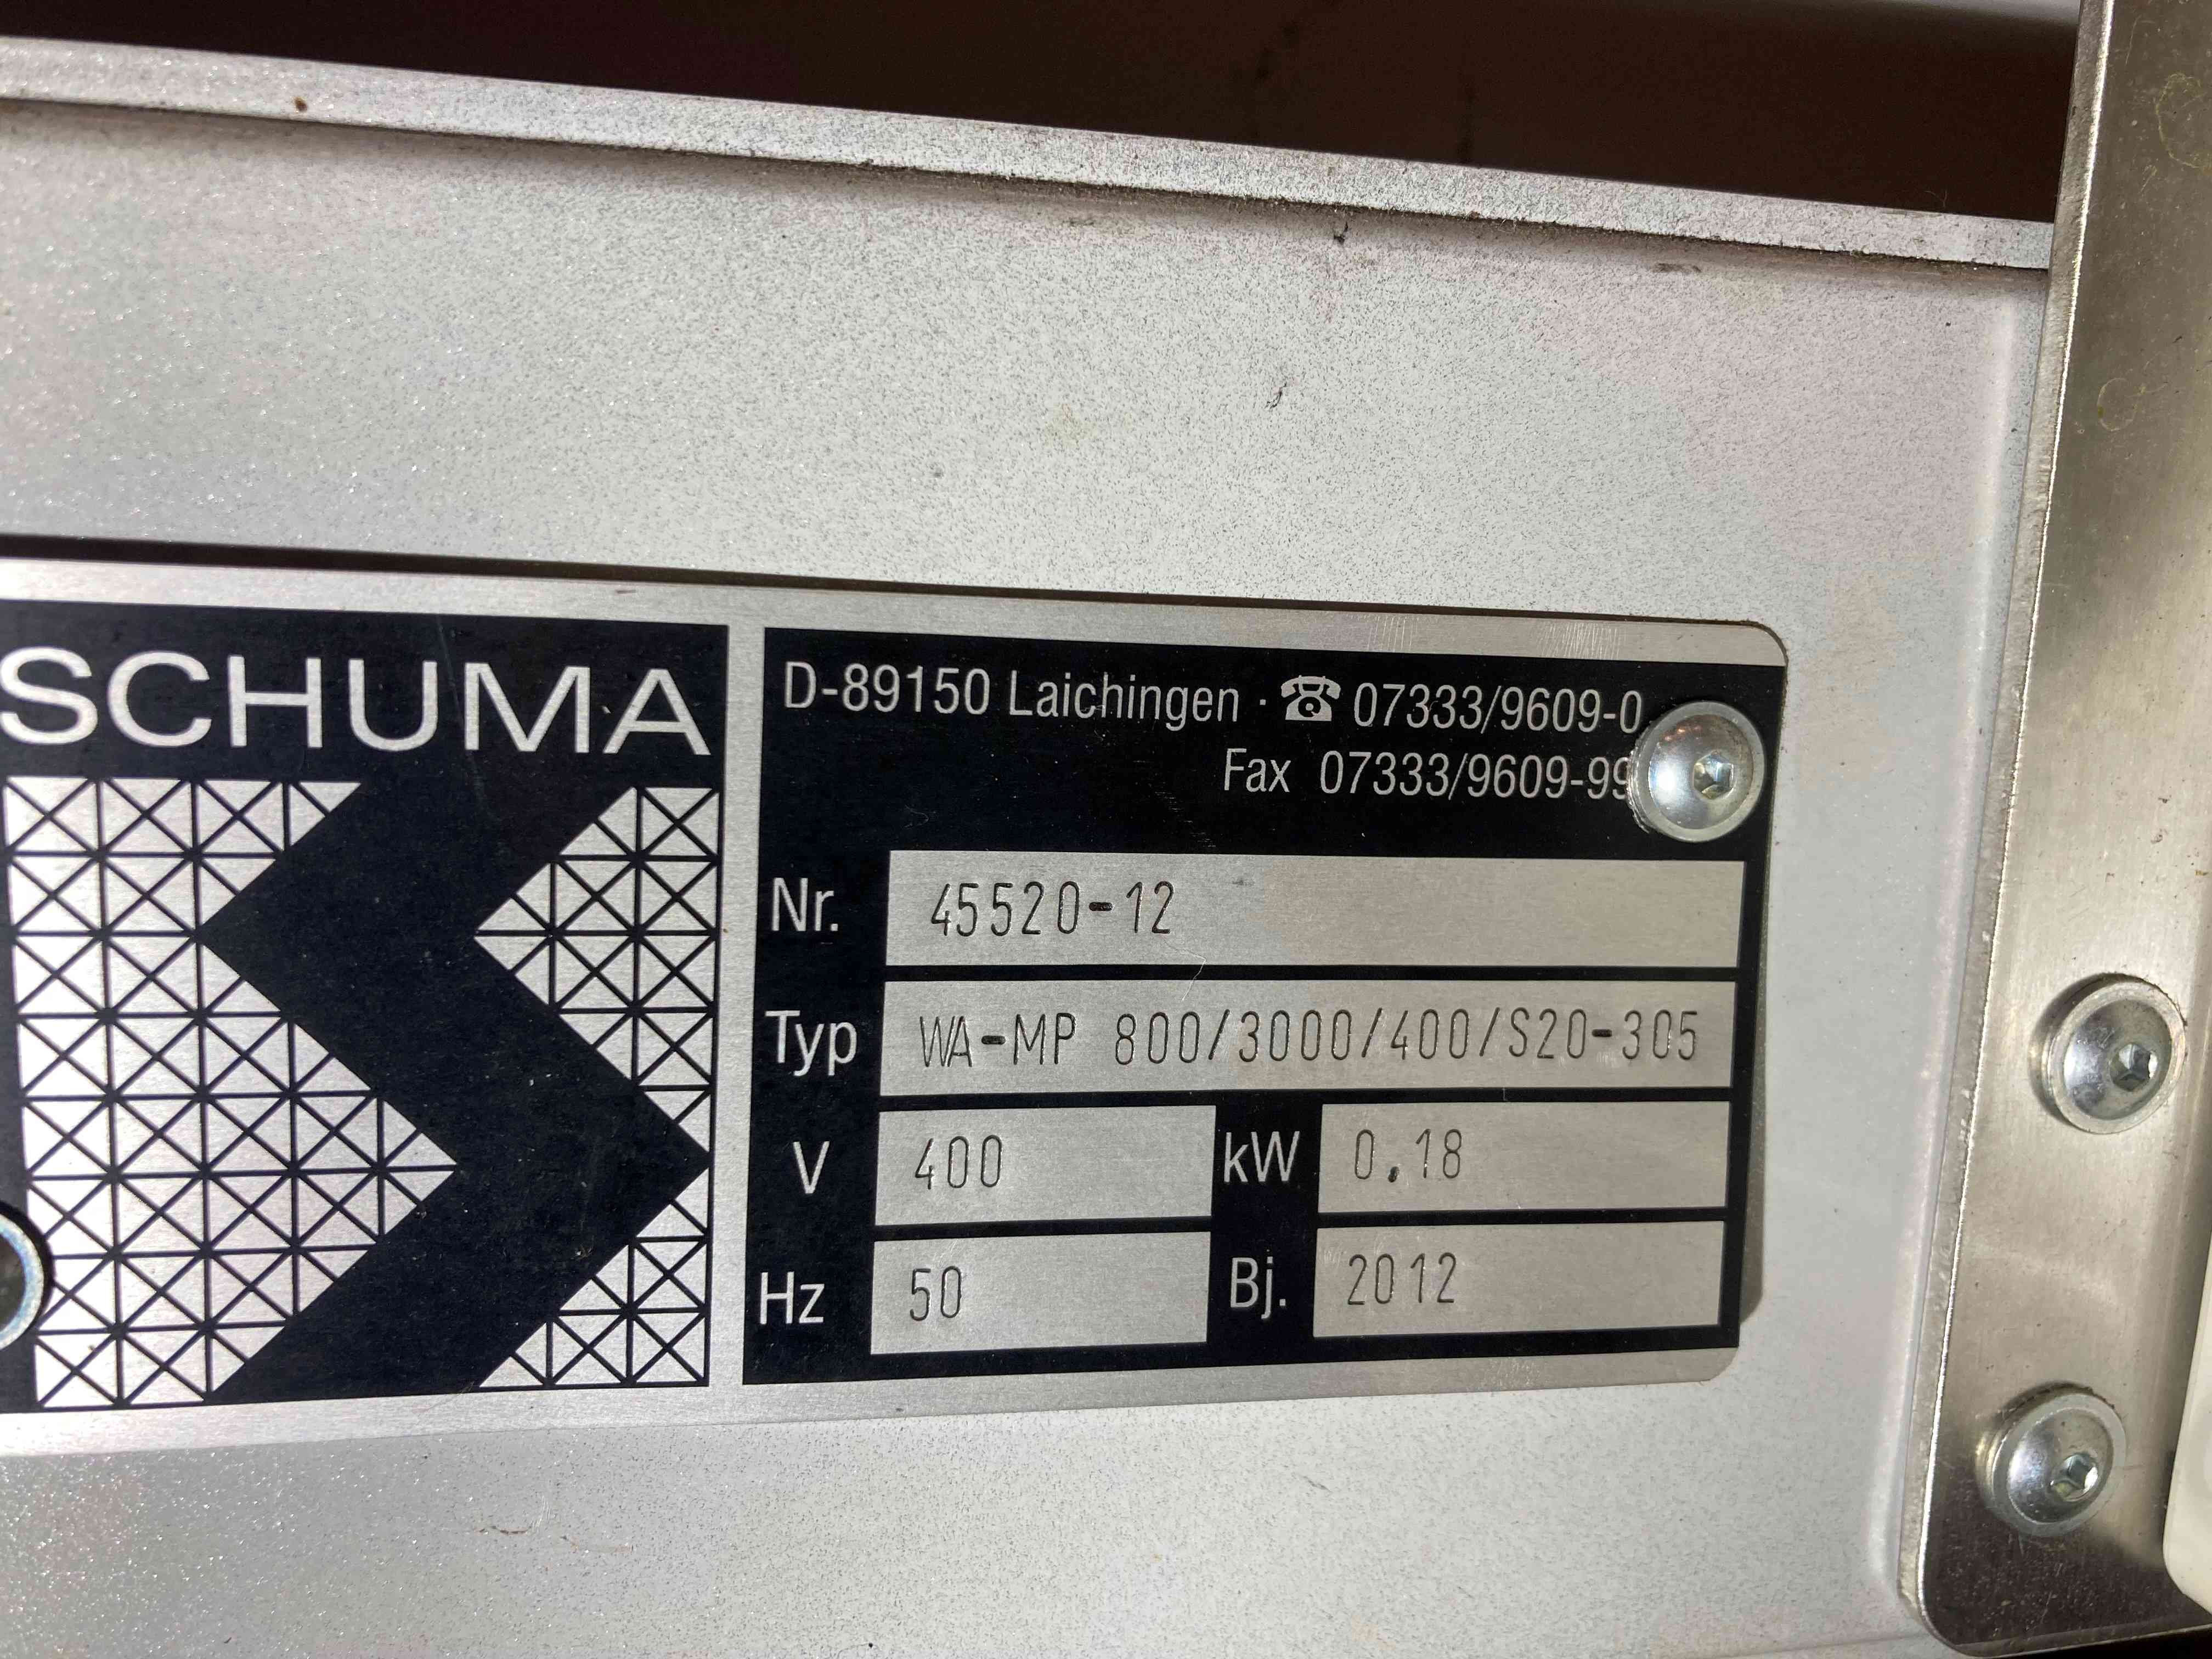 SCHUMA
D-89150 Laichingen · ☎ 07333/9609-0
Fax 07333/9609-99
Nr. 45520-12
Typ WA-MP 800/3000/400/S20-305
V 400 kW 0.18
Hz 50 Bj. 2012